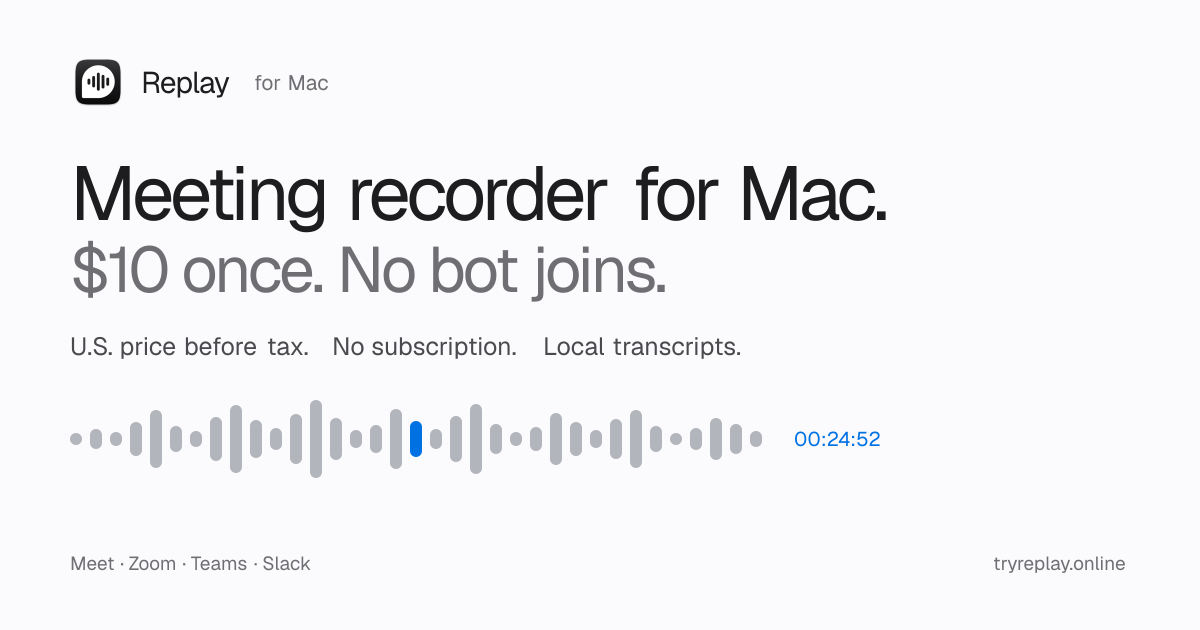 Replay for Mac
Meeting recorder for Mac.
$10 once. No bot joins.
U.S. price before tax. No subscription. Local transcripts.
00:24:52
Meet · Zoom · Teams · Slack
tryreplay.online